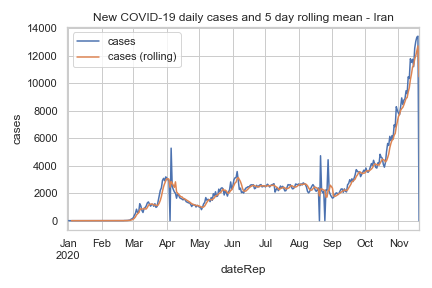 New COVID-19 daily cases and 5 day rolling mean - Iran
14000
12000
10000
8000
6000
4000
2000
0
cases
cases
cases (rolling)
Jan Feb Mar Apr May Jun Jul Aug Sep Oct Nov
2020
dateRep